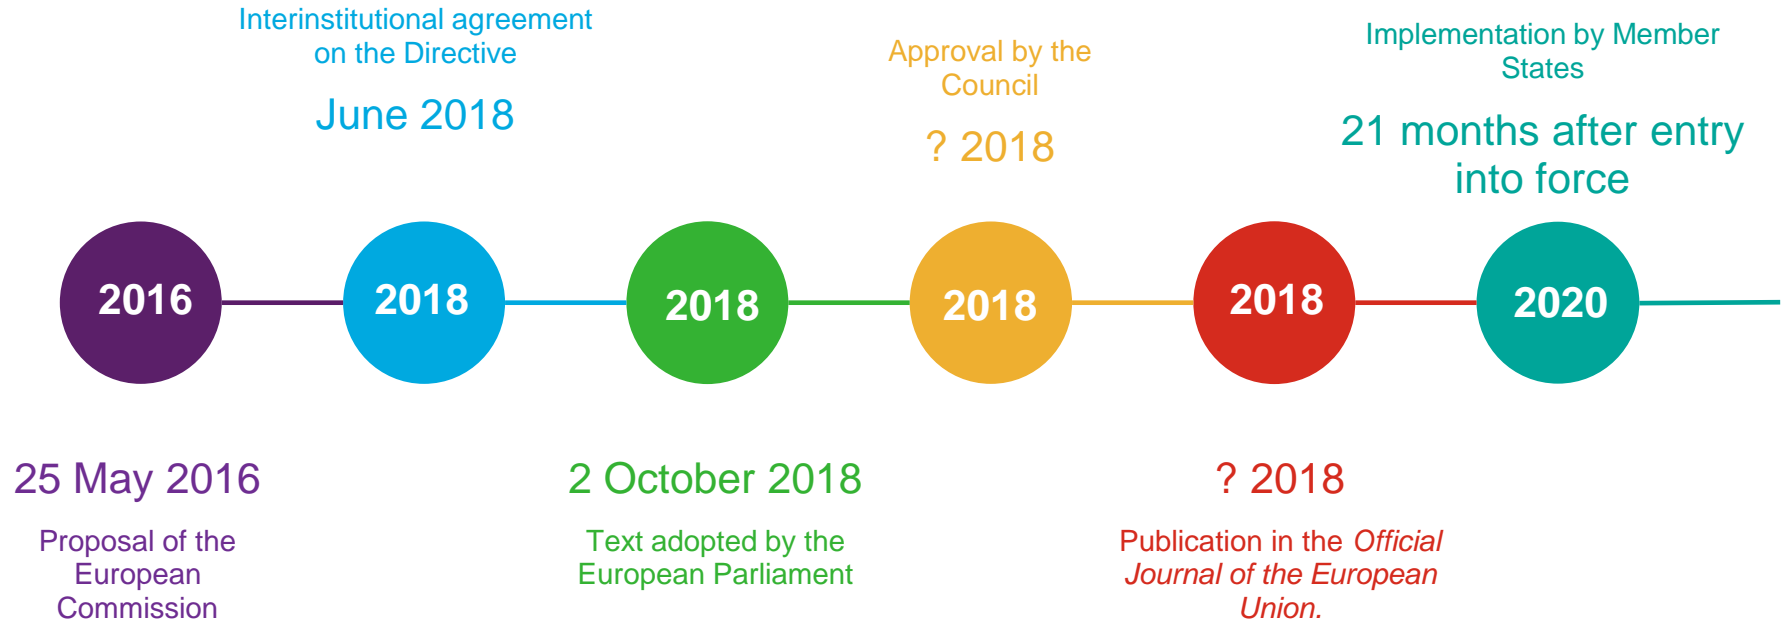 Interinstitutional agreement
on the Directive
June 2018
Approval by the
Council
? 2018
Implementation by Member
States
21 months after entry
into force
2016
2018
2018
2018
2018
2020
25 May 2016
Proposal of the
European
Commission
2 October 2018
Text adopted by the
European Parliament
? 2018
Publication in the Official
Journal of the European
Union.